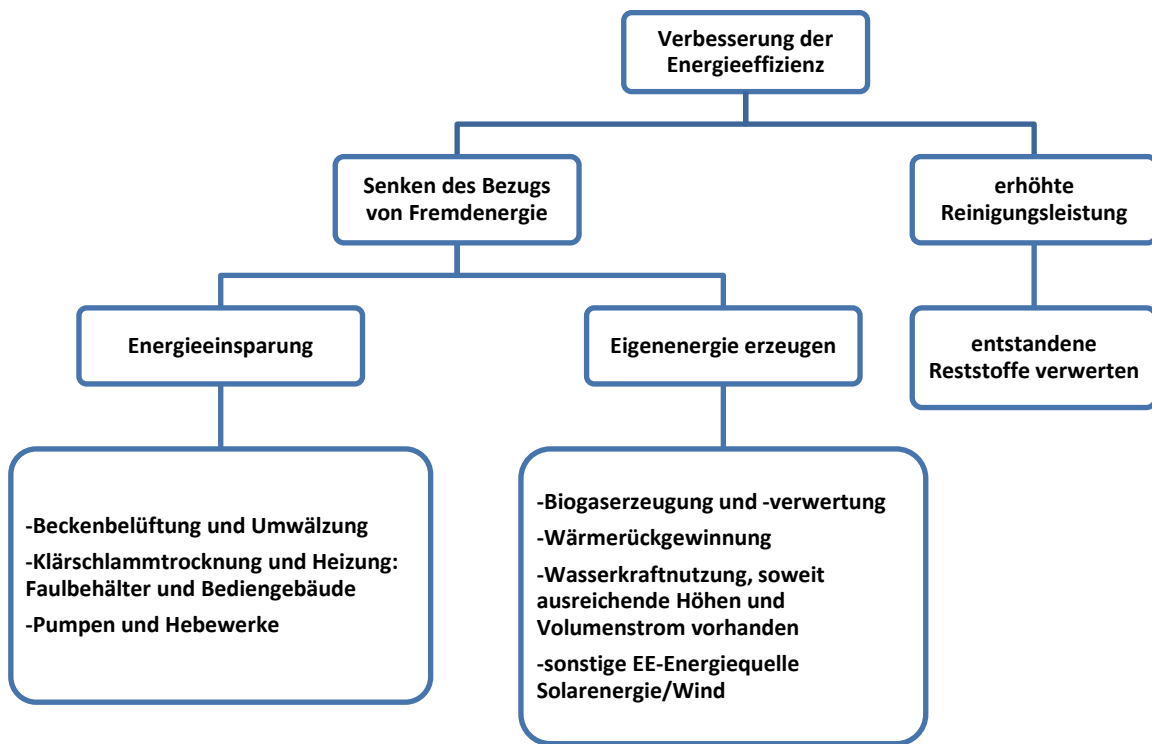 Verbesserung der
Energieeffizienz
Senken des Bezugs
von Fremdenergie
erhöhte
Reinigungsleistung
Energieeinsparung
Eigenenergie erzeugen
entstandene
Reststoffe verwerten
-Beckenbelüftung und Umwälzung
-Klärschlammtrocknung und Heizung:
Faulbehälter und Bediengebäude
-Pumpen und Hebewerke
-Biogaserzeugung und -verwertung
-Wärmerückgewinnung
-Wasserkraftnutzung, soweit
ausreichende Höhen und
Volumenstrom vorhanden
-sonstige EE-Energiequelle
Solarenergie/Wind